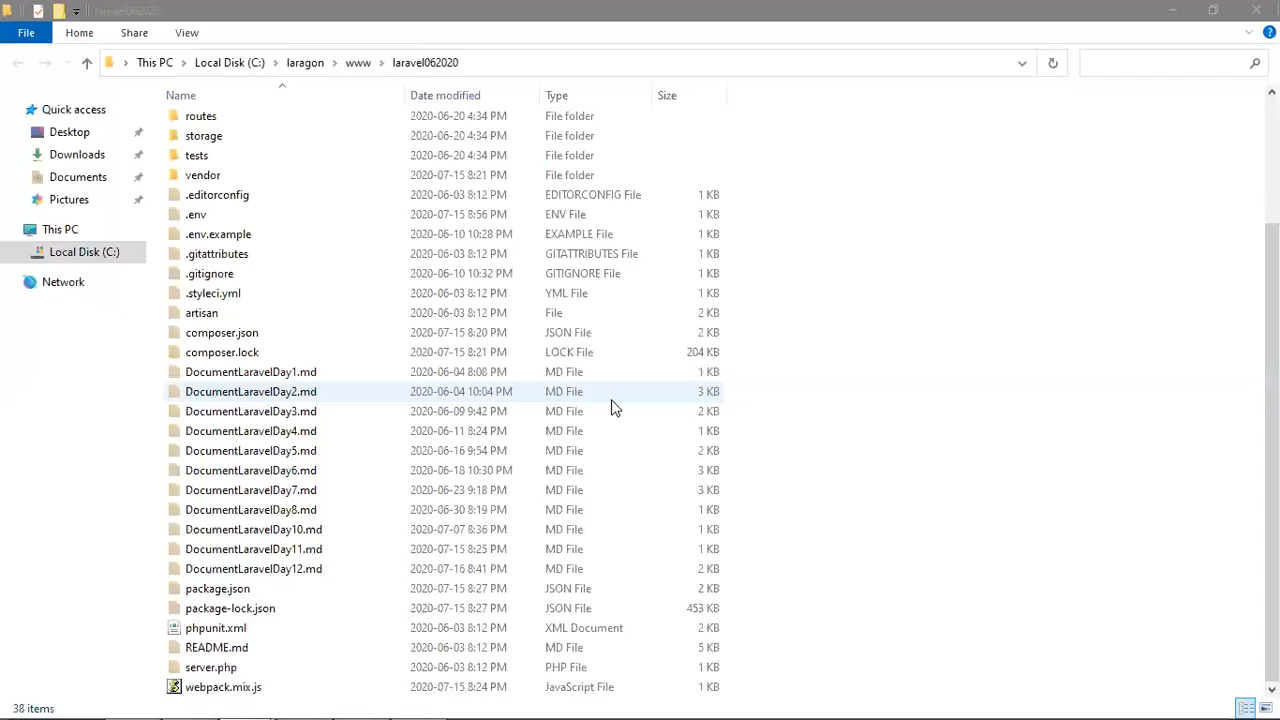 laravel062020
File Home Share View
This PC Local Disk (C:) laragon www laravel062020
Name Date modified Type Size
Quick access
Desktop
Downloads
Documents
Pictures
This PC
Local Disk (C:)
Network
routes 2020-06-20 4:34 PM File folder
storage 2020-06-20 4:34 PM File folder
tests 2020-06-20 4:34 PM File folder
vendor 2020-07-15 8:21 PM File folder
.editorconfig 2020-06-03 8:12 PM EDITORCONFIG File 1 KB
.env 2020-07-15 8:56 PM ENV File 1 KB
.env.example 2020-06-10 10:28 PM EXAMPLE File 1 KB
.gitattributes 2020-06-03 8:12 PM GITATTRIBUTES File 1 KB
.gitignore 2020-06-10 10:32 PM GITIGNORE File 1 KB
.styleci.yml 2020-06-03 8:12 PM YML File 1 KB
artisan 2020-06-03 8:12 PM File 2 KB
composer.json 2020-07-15 8:20 PM JSON File 2 KB
composer.lock 2020-07-15 8:21 PM LOCK File 204 KB
DocumentLaravelDay1.md 2020-06-04 8:08 PM MD File 1 KB
DocumentLaravelDay2.md 2020-06-04 10:04 PM MD File 3 KB
DocumentLaravelDay3.md 2020-06-09 9:42 PM MD File 2 KB
DocumentLaravelDay4.md 2020-06-11 8:24 PM MD File 1 KB
DocumentLaravelDay5.md 2020-06-16 9:54 PM MD File 2 KB
DocumentLaravelDay6.md 2020-06-18 10:30 PM MD File 3 KB
DocumentLaravelDay7.md 2020-06-23 9:18 PM MD File 3 KB
DocumentLaravelDay8.md 2020-06-30 8:19 PM MD File 1 KB
DocumentLaravelDay10.md 2020-07-07 8:36 PM MD File 1 KB
DocumentLaravelDay11.md 2020-07-15 8:25 PM MD File 1 KB
DocumentLaravelDay12.md 2020-07-16 8:41 PM MD File 2 KB
package.json 2020-07-15 8:27 PM JSON File 2 KB
package-lock.json 2020-07-15 8:27 PM JSON File 453 KB
phpunit.xml 2020-06-03 8:12 PM XML Document 2 KB
README.md 2020-06-03 8:12 PM MD File 5 KB
server.php 2020-06-03 8:12 PM PHP File 1 KB
webpack.mix.js 2020-07-15 8:24 PM JavaScript File 1 KB
38 items